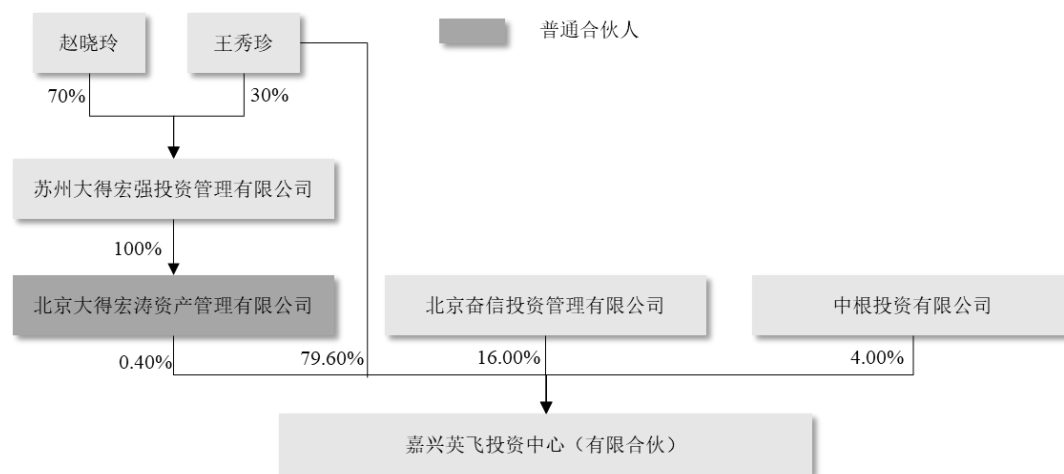 赵晓玲
王秀珍
普通合伙人
70%
30%
苏州大得宏强投资管理有限公司
100%
北京大得宏涛资产管理有限公司
北京奋信投资管理有限公司
中根投资有限公司
0.40%
79.60%
16.00%
4.00%
嘉兴英飞投资中心（有限合伙）